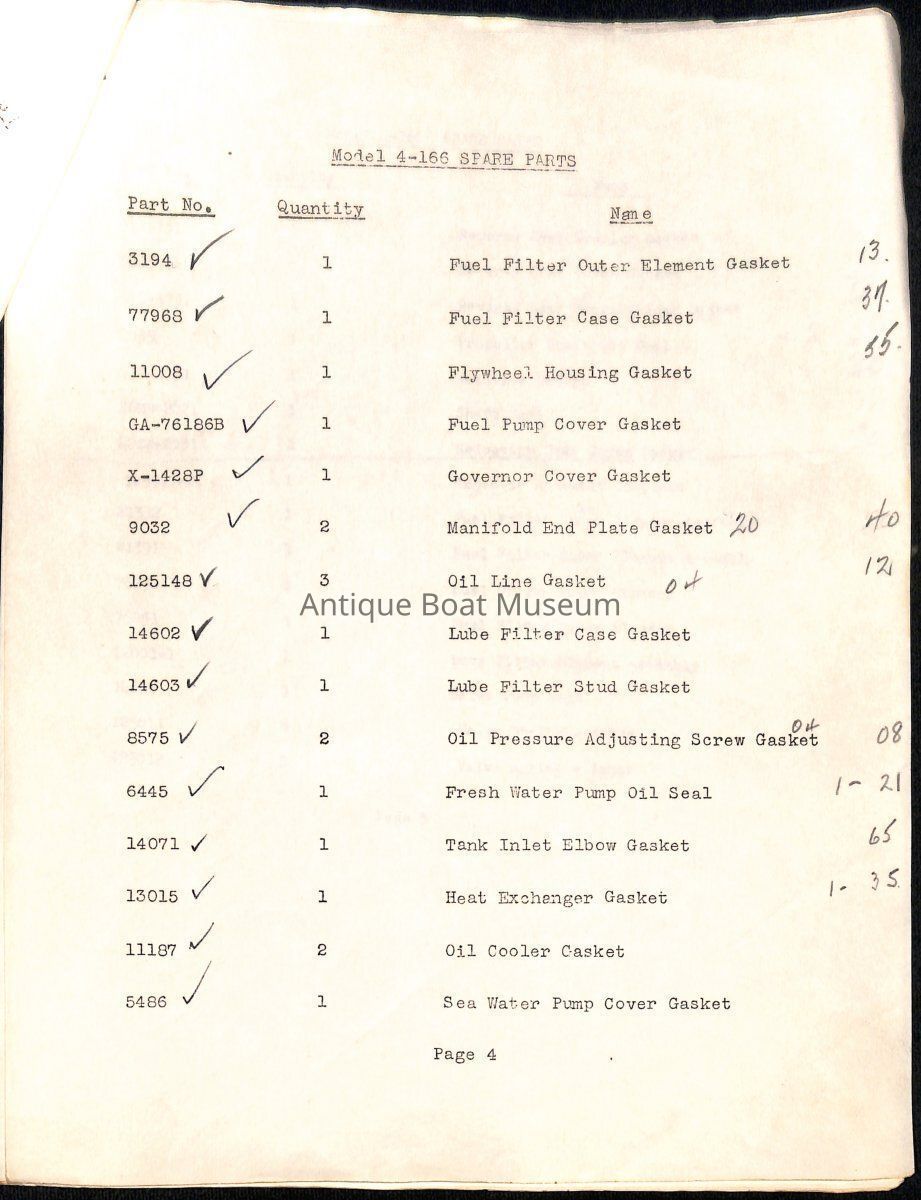 Model 4-166 SPARE PARTS
Part No. Quantity Name
3194 ✓ 1 Fuel Filter Outer Element Gasket 13.
77968 ✓ 1 Fuel Filter Case Gasket 37.
11008 ✓ 1 Flywheel Housing Gasket 55.
GA-76186B ✓ 1 Fuel Pump Cover Gasket
X-1428P ✓ 1 Governor Cover Gasket
9032 ✓ 2 Manifold End Plate Gasket 20 40
125148 ✓ 3 Oil Line Gasket 04 12
Antique Boat Museum
14602 ✓ 1 Lube Filter Case Gasket
14603 ✓ 1 Lube Filter Stud Gasket
8575 ✓ 2 Oil Pressure Adjusting Screw Gasket 04 08
6445 ✓ 1 Fresh Water Pump Oil Seal 1- 21
14071 ✓ 1 Tank Inlet Elbow Gasket 65
13015 ✓ 1 Heat Exchanger Gasket 1- 35
11187 ✓ 2 Oil Cooler Gasket
5486 ✓ 1 Sea Water Pump Cover Gasket
Page 4